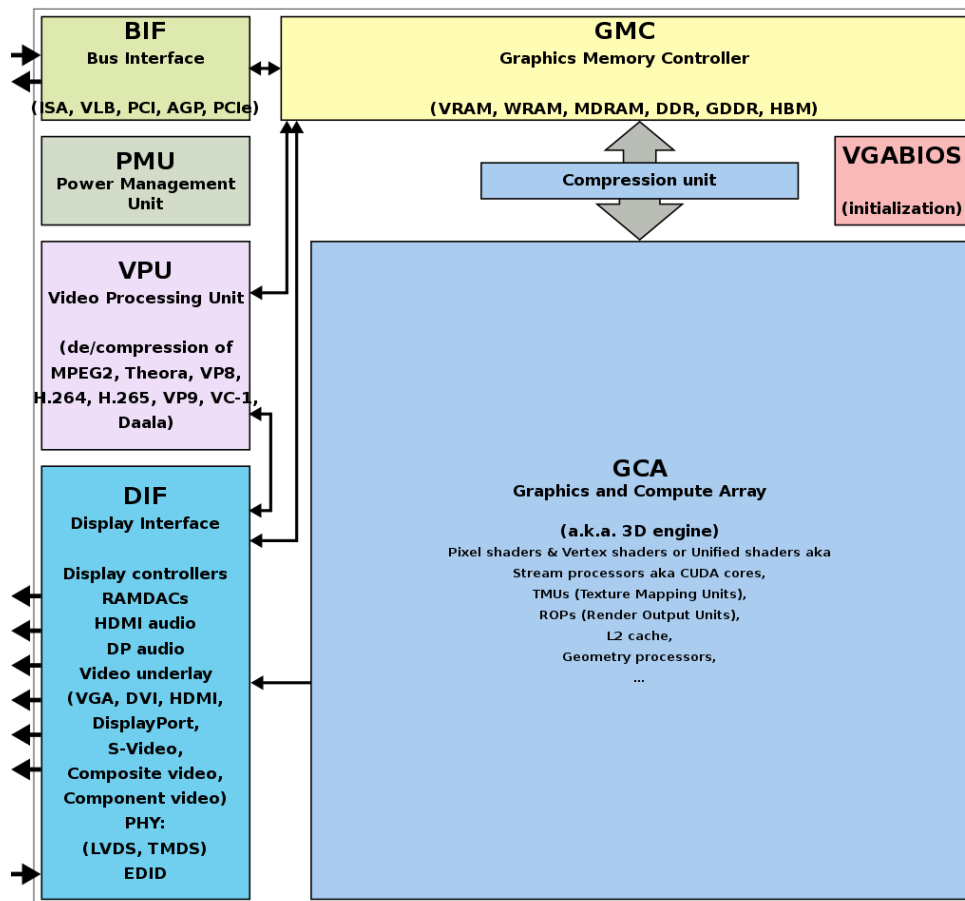 BIF
Bus Interface
(ISA, VLB, PCI, AGP, PCIe)
GMC
Graphics Memory Controller
(VRAM, WRAM, MDRAM, DDR, GDDR, HBM)
PMU
Power Management
Unit
Compression unit
VGABIOS
(initialization)
VPU
Video Processing Unit
(de/compression of
MPEG2, Theora, VP8,
H.264, H.265, VP9, VC-1,
Daala)
DIF
Display Interface
Display controllers
RAMDACs
HDMI audio
DP audio
Video underlay
(VGA, DVI, HDMI,
DisplayPort,
S-Video,
Composite video,
Component video)
PHY:
(LVDS, TMDS)
EDID
GCA
Graphics and Compute Array
(a.k.a. 3D engine)
Pixel shaders & Vertex shaders or Unified shaders aka
Stream processors aka CUDA cores,
TMUs (Texture Mapping Units),
ROPs (Render Output Units),
L2 cache,
Geometry processors,
...